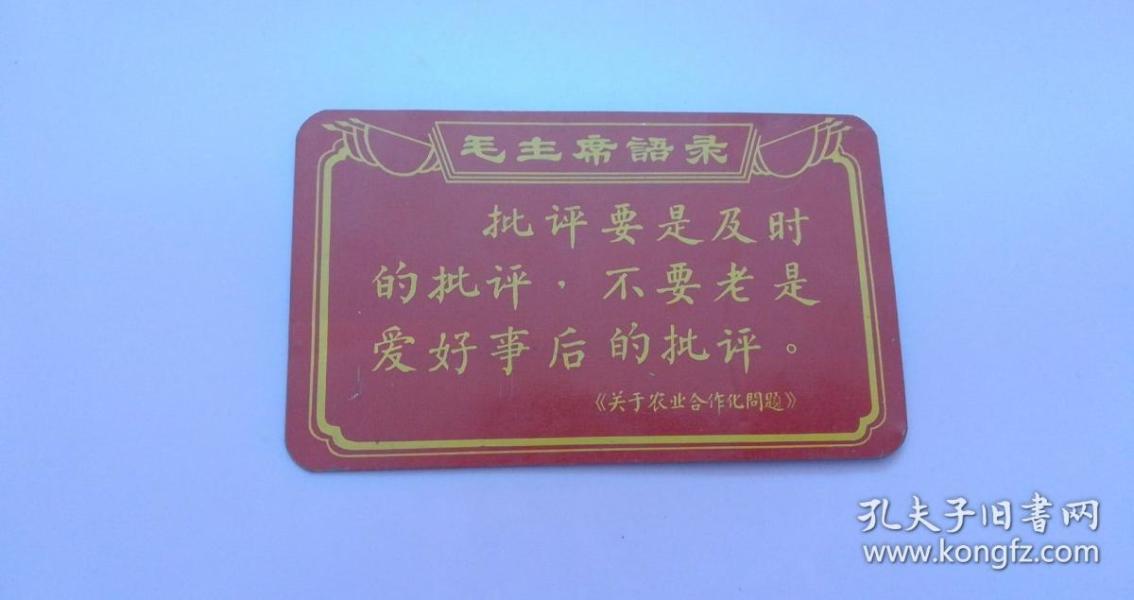 毛主席語录
批评要是及时
的批评，不要老是
爱好事后的批评。
《关于农业合作化問题》
孔夫子旧書网
www.kongfz.com